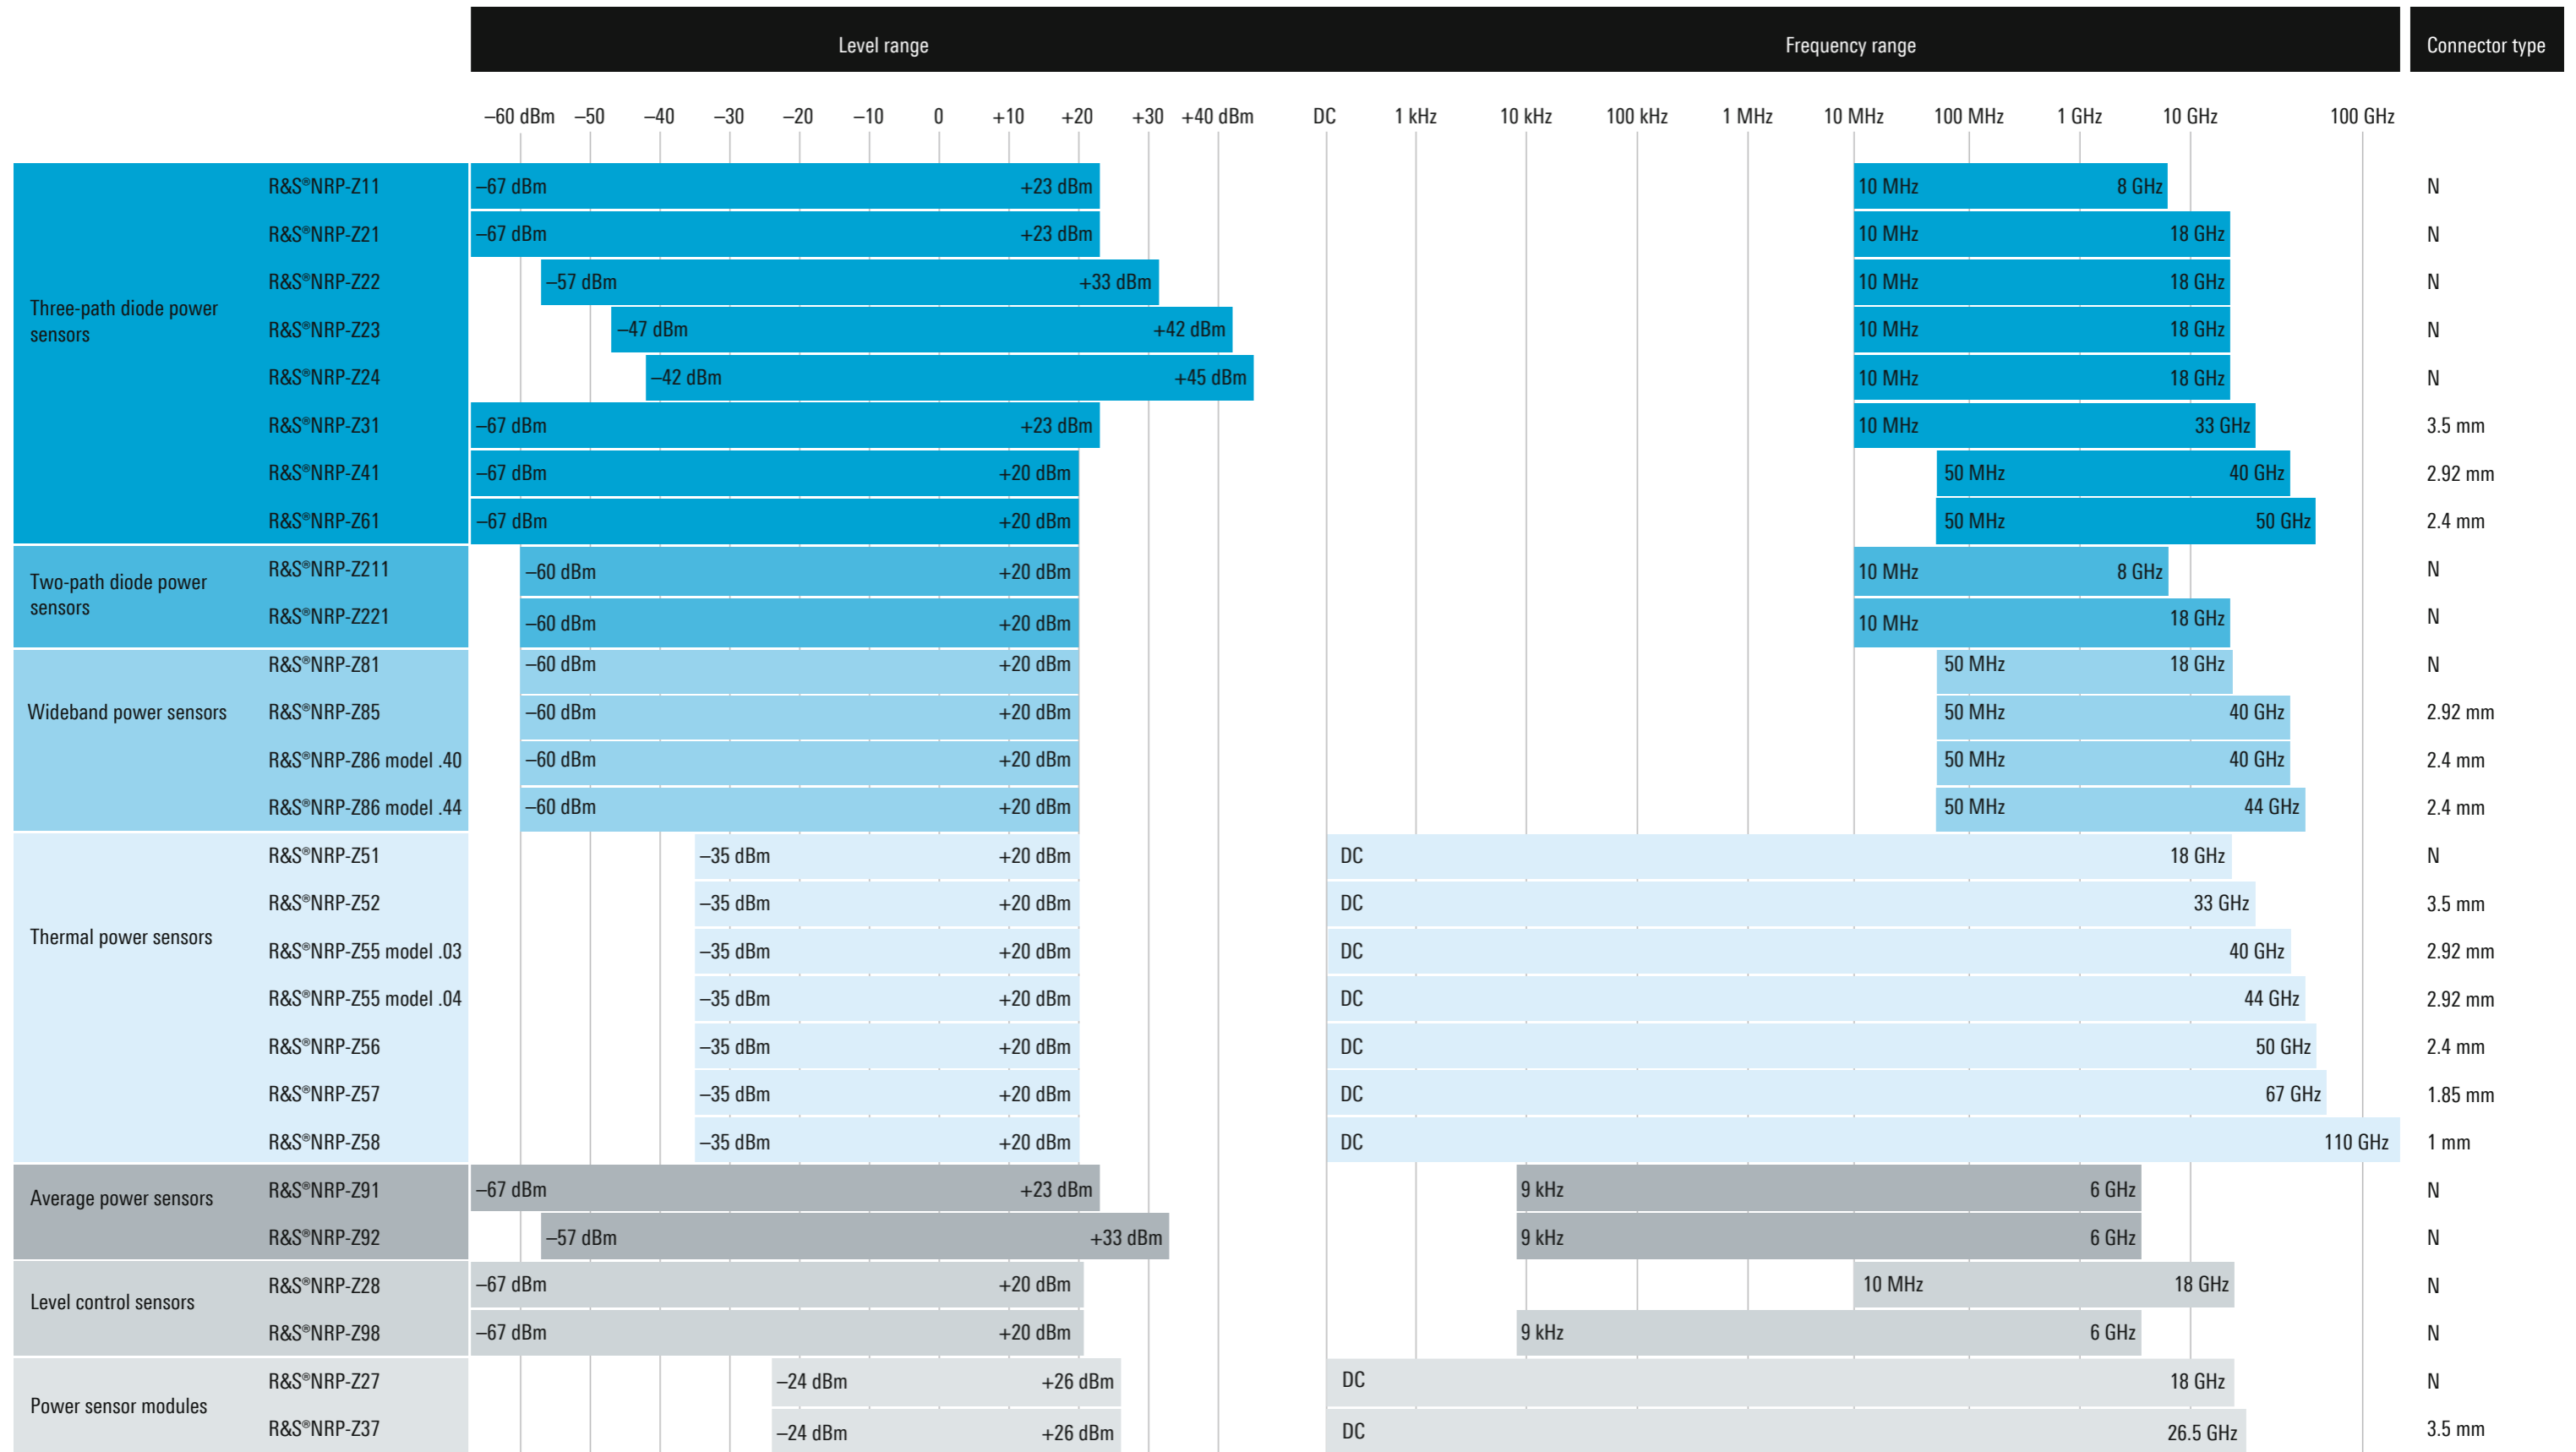 Level range Frequency range Connector type
–60 dBm –50 –40 –30 –20 –10 0 +10 +20 +30 +40 dBm DC 1 kHz 10 kHz 100 kHz 1 MHz 10 MHz 100 MHz 1 GHz 10 GHz 100 GHz
Three-path diode power
sensors
R&S®NRP-Z11 –67 dBm +23 dBm 10 MHz 8 GHz N
R&S®NRP-Z21 –67 dBm +23 dBm 10 MHz 18 GHz N
R&S®NRP-Z22 –57 dBm +33 dBm 10 MHz 18 GHz N
R&S®NRP-Z23 –47 dBm +42 dBm 10 MHz 18 GHz N
R&S®NRP-Z24 –42 dBm +45 dBm 10 MHz 18 GHz N
R&S®NRP-Z31 –67 dBm +23 dBm 10 MHz 33 GHz 3.5 mm
R&S®NRP-Z41 –67 dBm +20 dBm 50 MHz 40 GHz 2.92 mm
R&S®NRP-Z61 –67 dBm +20 dBm 50 MHz 50 GHz 2.4 mm
Two-path diode power
sensors
R&S®NRP-Z211 –60 dBm +20 dBm 10 MHz 8 GHz N
R&S®NRP-Z221 –60 dBm +20 dBm 10 MHz 18 GHz N
Wideband power sensors
R&S®NRP-Z81 –60 dBm +20 dBm 50 MHz 18 GHz N
R&S®NRP-Z85 –60 dBm +20 dBm 50 MHz 40 GHz 2.92 mm
R&S®NRP-Z86 model .40 –60 dBm +20 dBm 50 MHz 40 GHz 2.4 mm
R&S®NRP-Z86 model .44 –60 dBm +20 dBm 50 MHz 44 GHz 2.4 mm
Thermal power sensors
R&S®NRP-Z51 –35 dBm +20 dBm DC 18 GHz N
R&S®NRP-Z52 –35 dBm +20 dBm DC 33 GHz 3.5 mm
R&S®NRP-Z55 model .03 –35 dBm +20 dBm DC 40 GHz 2.92 mm
R&S®NRP-Z55 model .04 –35 dBm +20 dBm DC 44 GHz 2.92 mm
R&S®NRP-Z56 –35 dBm +20 dBm DC 50 GHz 2.4 mm
R&S®NRP-Z57 –35 dBm +20 dBm DC 67 GHz 1.85 mm
R&S®NRP-Z58 –35 dBm +20 dBm DC 110 GHz 1 mm
Average power sensors
R&S®NRP-Z91 –67 dBm +23 dBm 9 kHz 6 GHz N
R&S®NRP-Z92 –57 dBm +33 dBm 9 kHz 6 GHz N
Level control sensors
R&S®NRP-Z28 –67 dBm +20 dBm 10 MHz 18 GHz N
R&S®NRP-Z98 –67 dBm +20 dBm 9 kHz 6 GHz N
Power sensor modules
R&S®NRP-Z27 –24 dBm +26 dBm DC 18 GHz N
R&S®NRP-Z37 –24 dBm +26 dBm DC 26.5 GHz 3.5 mm